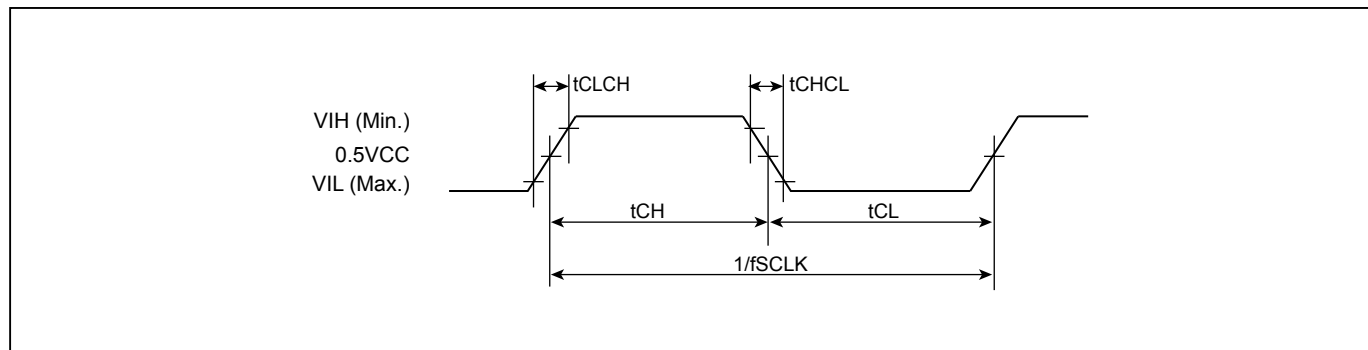 tCLCH
tCHCL
VIH (Min.)
0.5VCC
VIL (Max.)
tCH
tCL
1/fSCLK